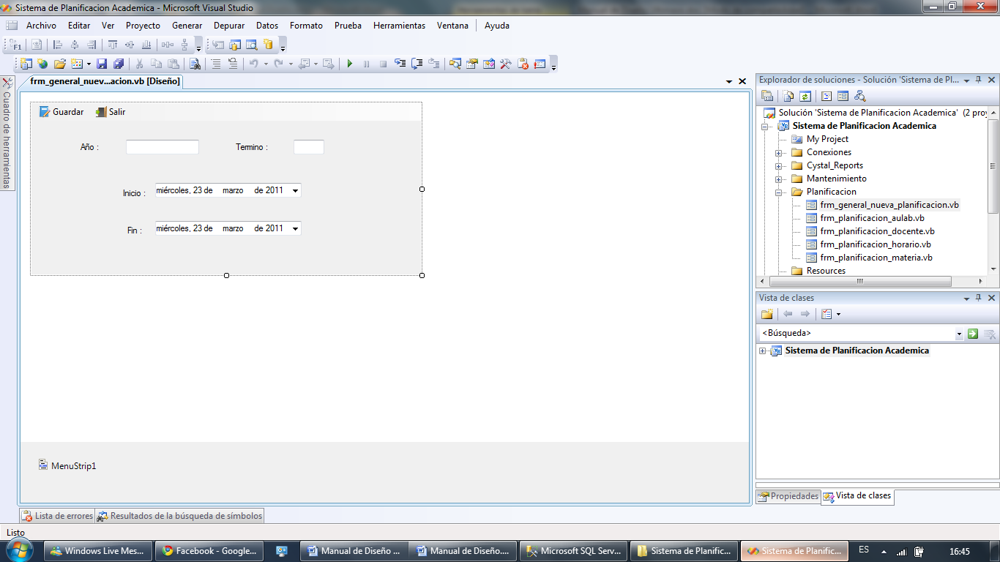 Sistema de Planificacion Academica - Microsoft Visual Studio
Archivo Editar Ver Proyecto Generar Depurar Datos Formato Prueba Herramientas Ventana Ayuda
frm_general_nuev...acion.vb [Diseño]
Cuadro de herramientas
Guardar Salir
Año : Termino :
Inicio : miércoles, 23 de marzo de 2011
Fin : miércoles, 23 de marzo de 2011
MenuStrip1
Explorador de soluciones - Solución 'Sistema de Pl...
Solución 'Sistema de Planificacion Academica' (2 proy
Sistema de Planificacion Academica
My Project
Conexiones
Cystal_Reports
Mantenimiento
Planificacion
frm_general_nueva_planificacion.vb
frm_planificacion_aulab.vb
frm_planificacion_docente.vb
frm_planificacion_horario.vb
frm_planificacion_materia.vb
Resources
Vista de clases
<Búsqueda>
Sistema de Planificacion Academica
Propiedades Vista de clases
Lista de errores Resultados de la búsqueda de símbolos
Listo
Windows Live Mes... Facebook - Google... Manual de Diseño ... Manual de Diseño.... Microsoft SQL Serv... Sistema de Planific... Sistema de Planific... ES 16:45